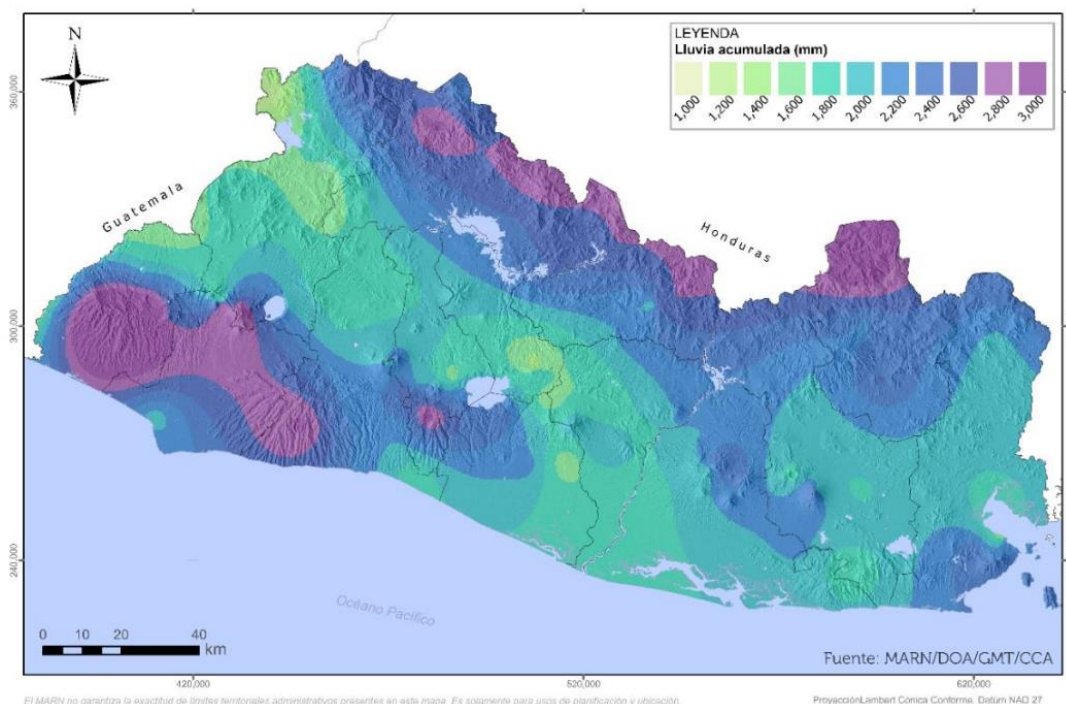 N
LEYENDA
Lluvia acumulada (mm)
1,000 1,200 1,400 1,600 1,800 2,000 2,200 2,400 2,600 2,800 3,000
360,000
Guatemala
Honduras
300,000
240,000
Océano Pacífico
0 10 20 40 km
Fuente: MARN/DOA/GMT/CCA
420,000 520,000 620,000
El MARN no garantiza la exactitud de límites territoriales administrativos presentes en este mapa. Es solamente para usos de planificación y ubicación.
ProyecciónLambert Cónica Conforme. Datúm NAD 27